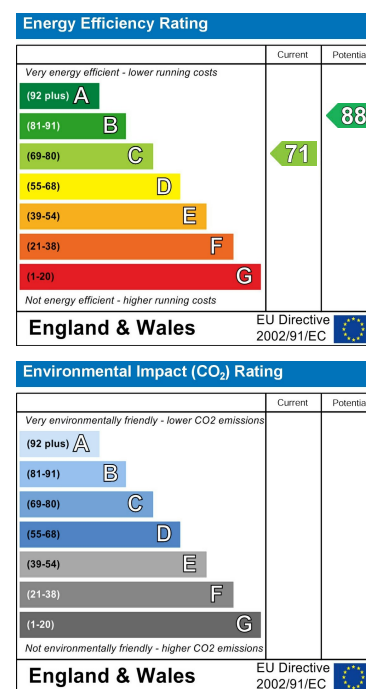 Energy Efficiency Rating
Current Potentia
Very energy efficient - lower running costs
(92 plus) A
(81-91) B
88
(69-80) C
71
(55-68) D
(39-54) E
(21-38) F
(1-20) G
Not energy efficient - higher running costs
England & Wales
EU Directive
2002/91/EC
Environmental Impact (CO₂) Rating
Current Potentia
Very environmentally friendly - lower CO2 emissions
(92 plus) A
(81-91) B
(69-80) C
(55-68) D
(39-54) E
(21-38) F
(1-20) G
Not environmentally friendly - higher CO2 emissions
England & Wales
EU Directive
2002/91/EC